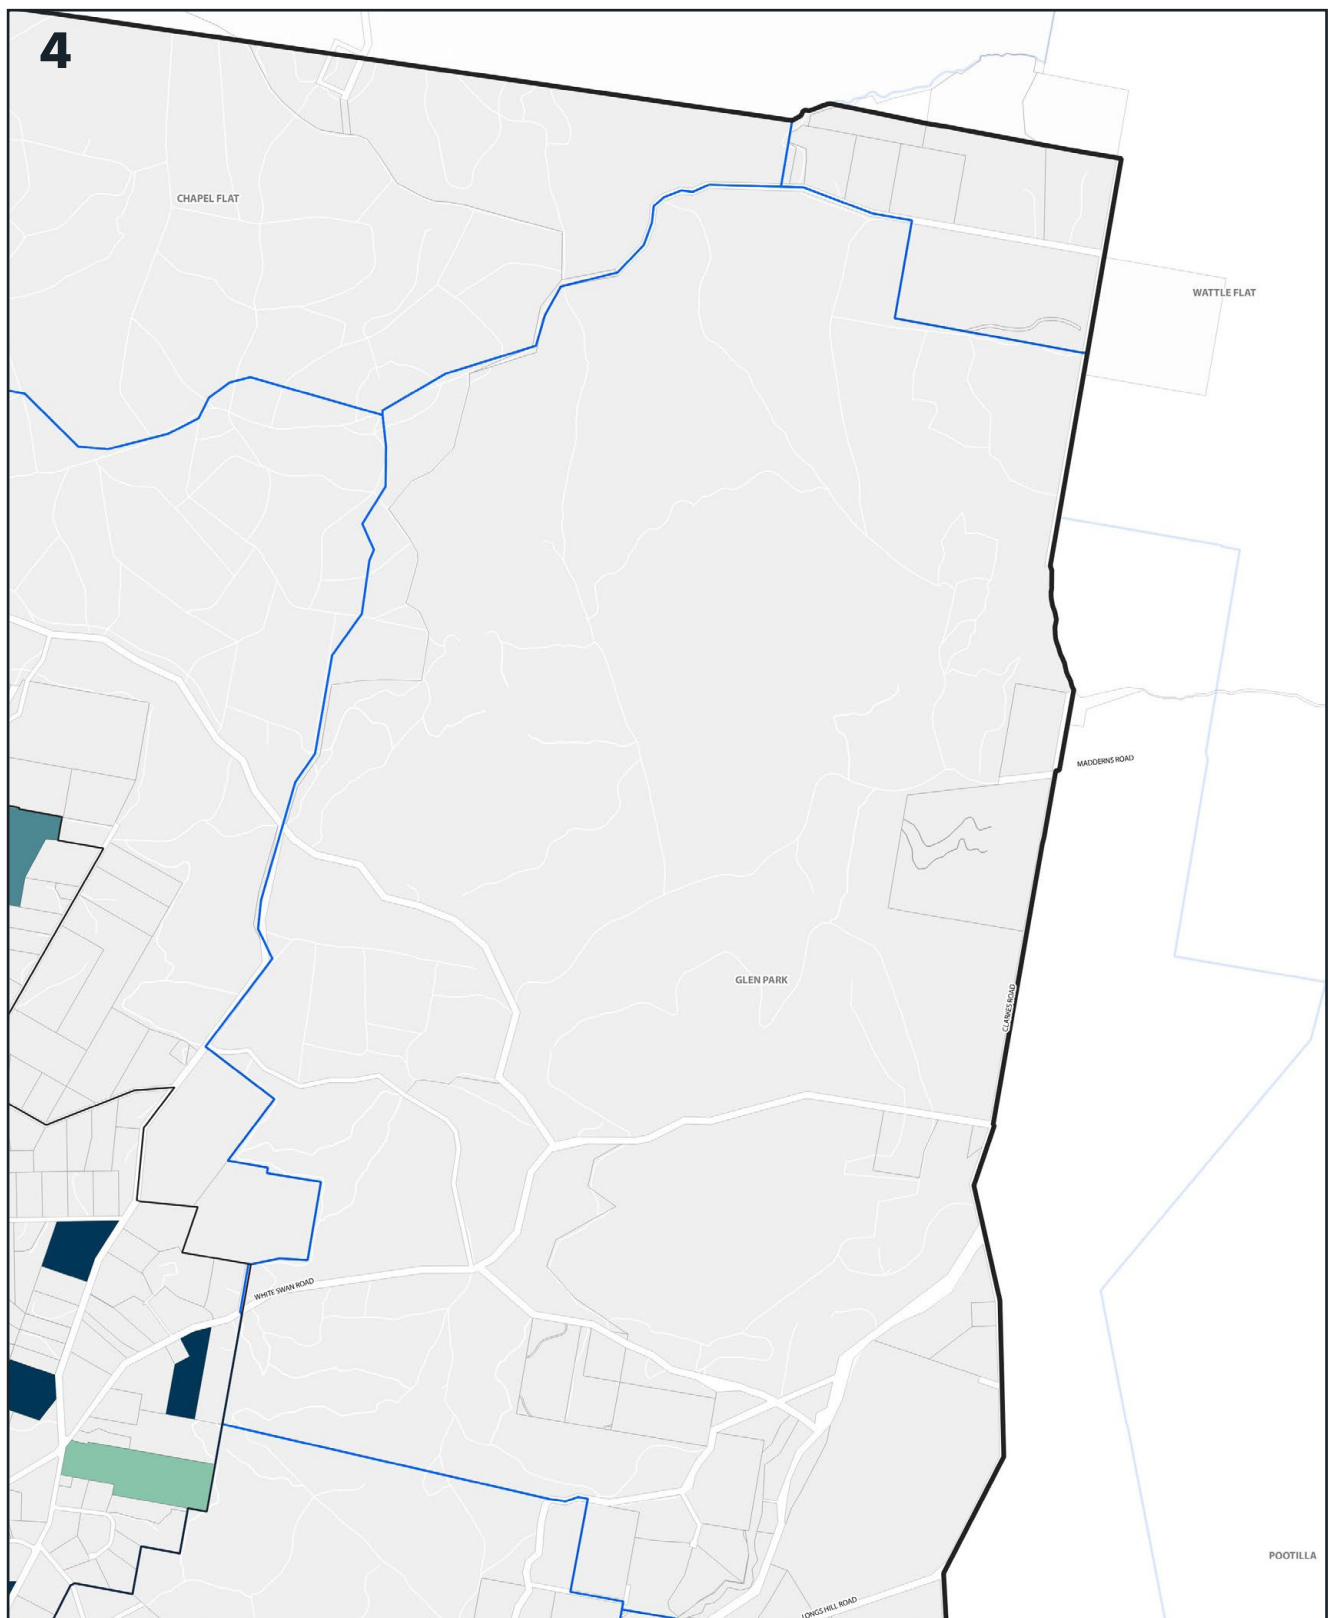 4
CHAPEL FLAT
WATTLE FLAT
MADDERNS ROAD
GLEN PARK
CLARKES ROAD
WHITE SWAN ROAD
POOTILLA
LONGS HILL ROAD